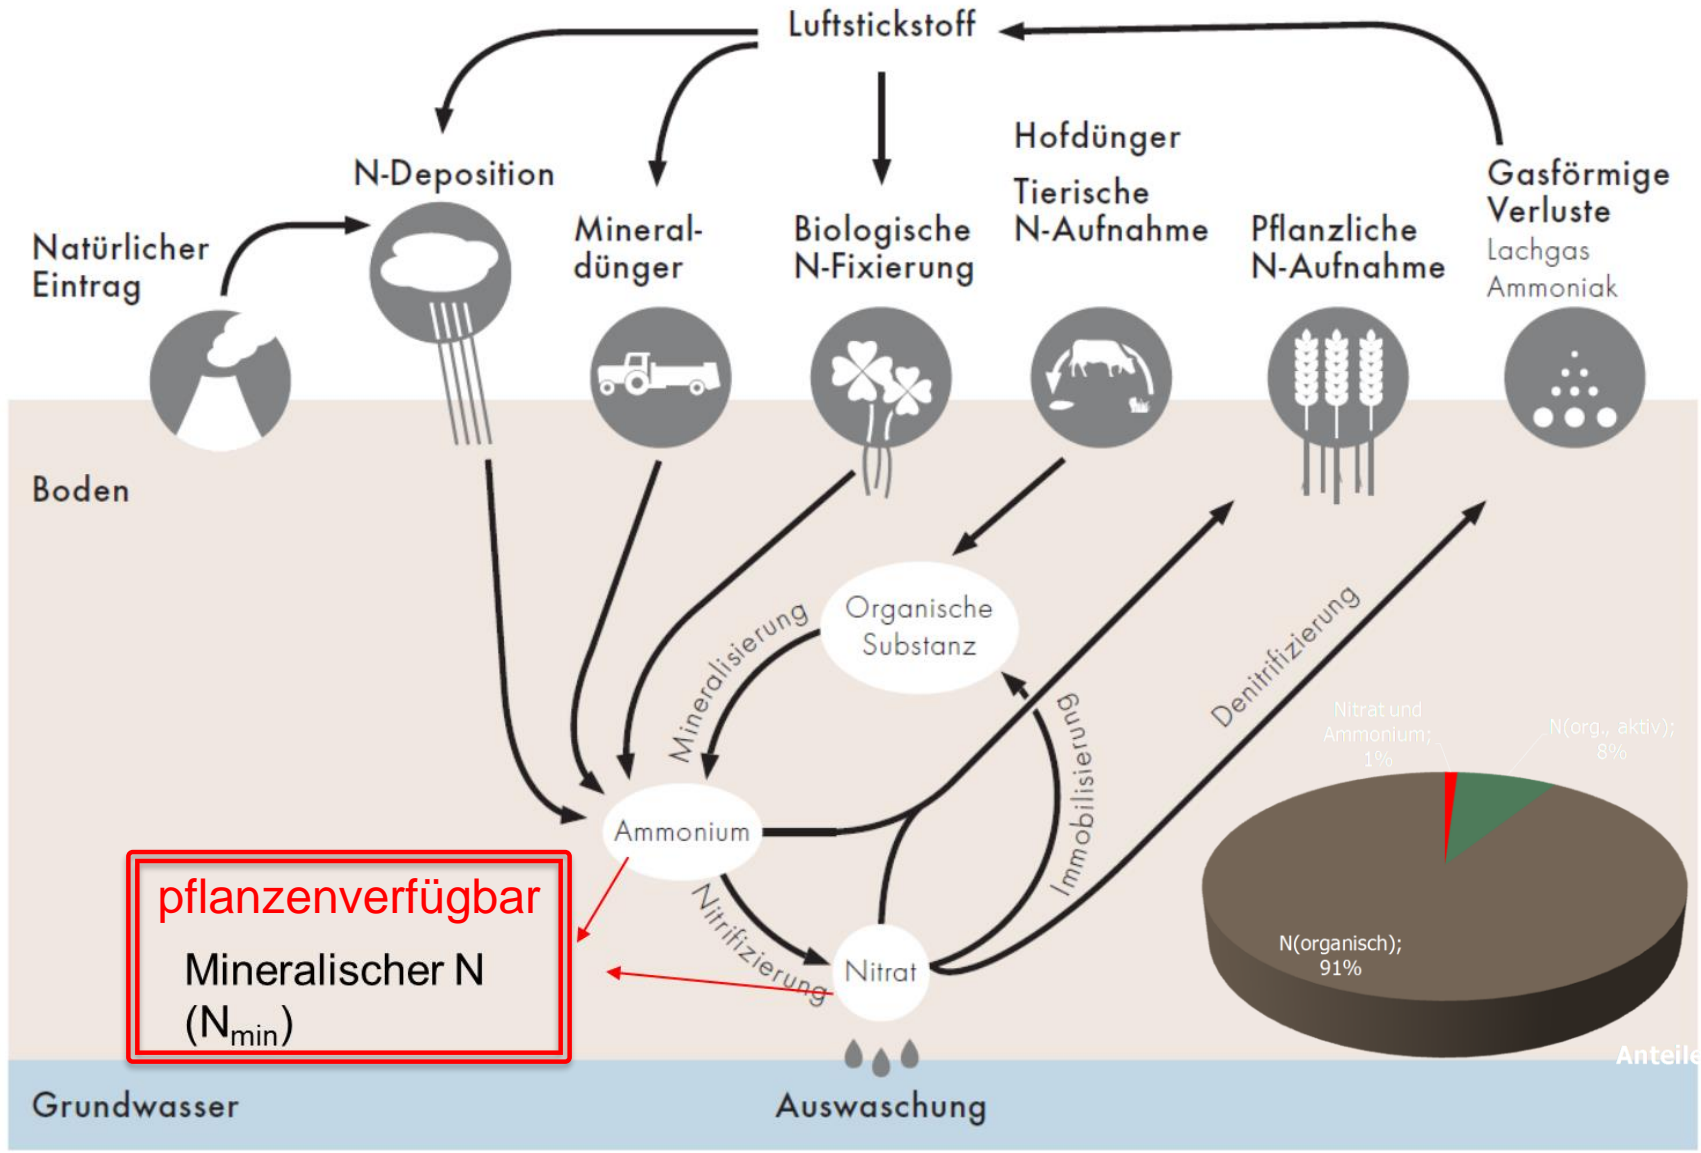 Luftstickstoff
N-Deposition
Natürlicher
Eintrag
Mineral-
dünger
Biologische
N-Fixierung
Hofdünger
Tierische
N-Aufnahme
Pflanzliche
N-Aufnahme
Gasförmige
Verluste
Lachgas
Ammoniak
Boden
Organische
Substanz
Mineralisierung
Immobilisierung
Denitrifizierung
Nitrat und
Ammonium;
1%
N(org., aktiv);
8%
N(organisch);
91%
Ammonium
Nitrifizierung
Nitrat
pflanzenverfügbar
Mineralischer N
(Nmin)
Anteile
Grundwasser
Auswaschung